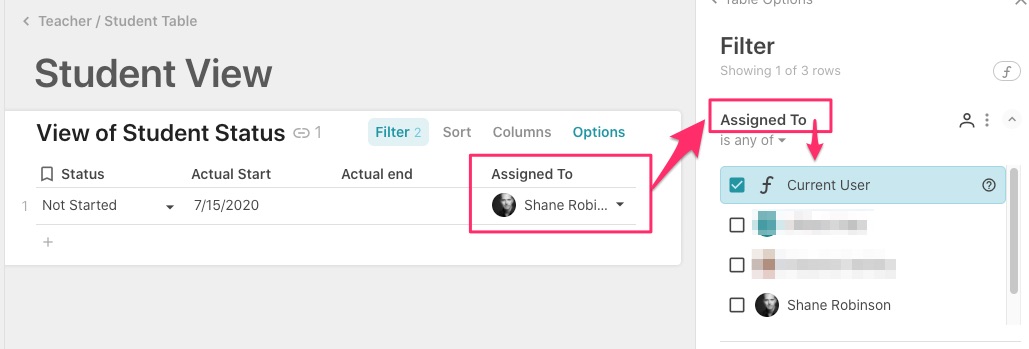 Teacher / Student Table
Student View
View of Student Status 1
Filter 2 Sort Columns Options
Status Actual Start Actual end Assigned To
1 Not Started 7/15/2020 Shane Robi...
Table Options
Filter
Showing 1 of 3 rows
Assigned To
is any of
Current User
Shane Robinson